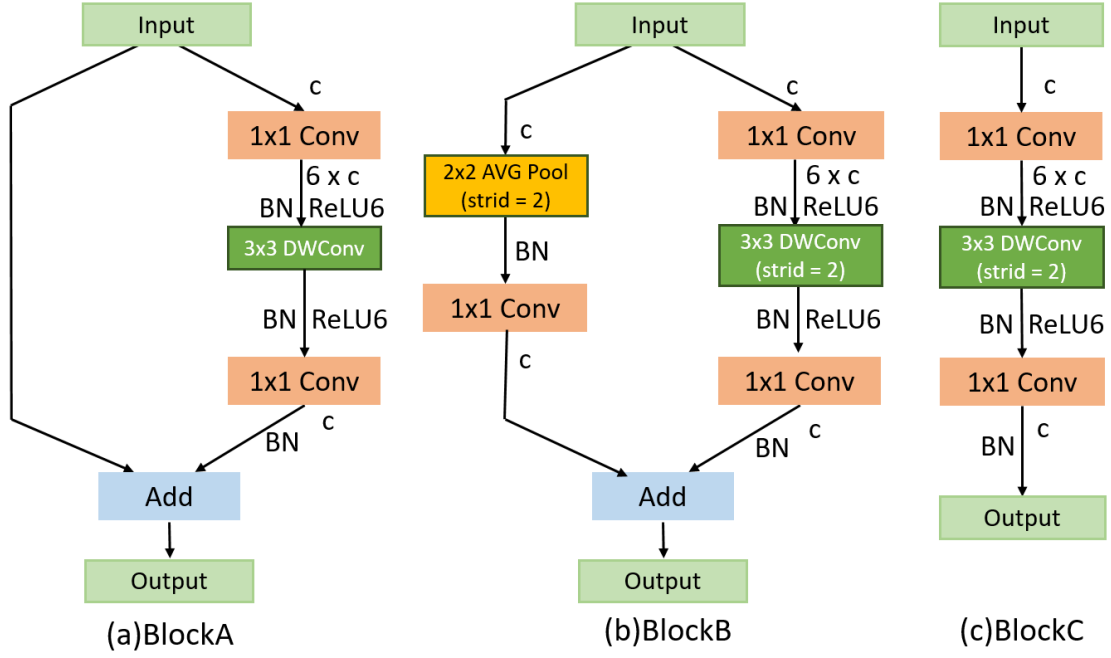 Input
c
1x1 Conv
6 x c
BN ReLU6
3x3 DWConv
BN ReLU6
1x1 Conv
c
BN
Add
Output
(a)BlockA
Input
c
2x2 AVG Pool
(strid = 2)
BN
1x1 Conv
c
c
1x1 Conv
6 x c
BN ReLU6
3x3 DWConv
(strid = 2)
BN ReLU6
1x1 Conv
c
BN
Add
Output
(b)BlockB
Input
c
1x1 Conv
6 x c
BN ReLU6
3x3 DWConv
(strid = 2)
BN ReLU6
1x1 Conv
BN c
Output
(c)BlockC